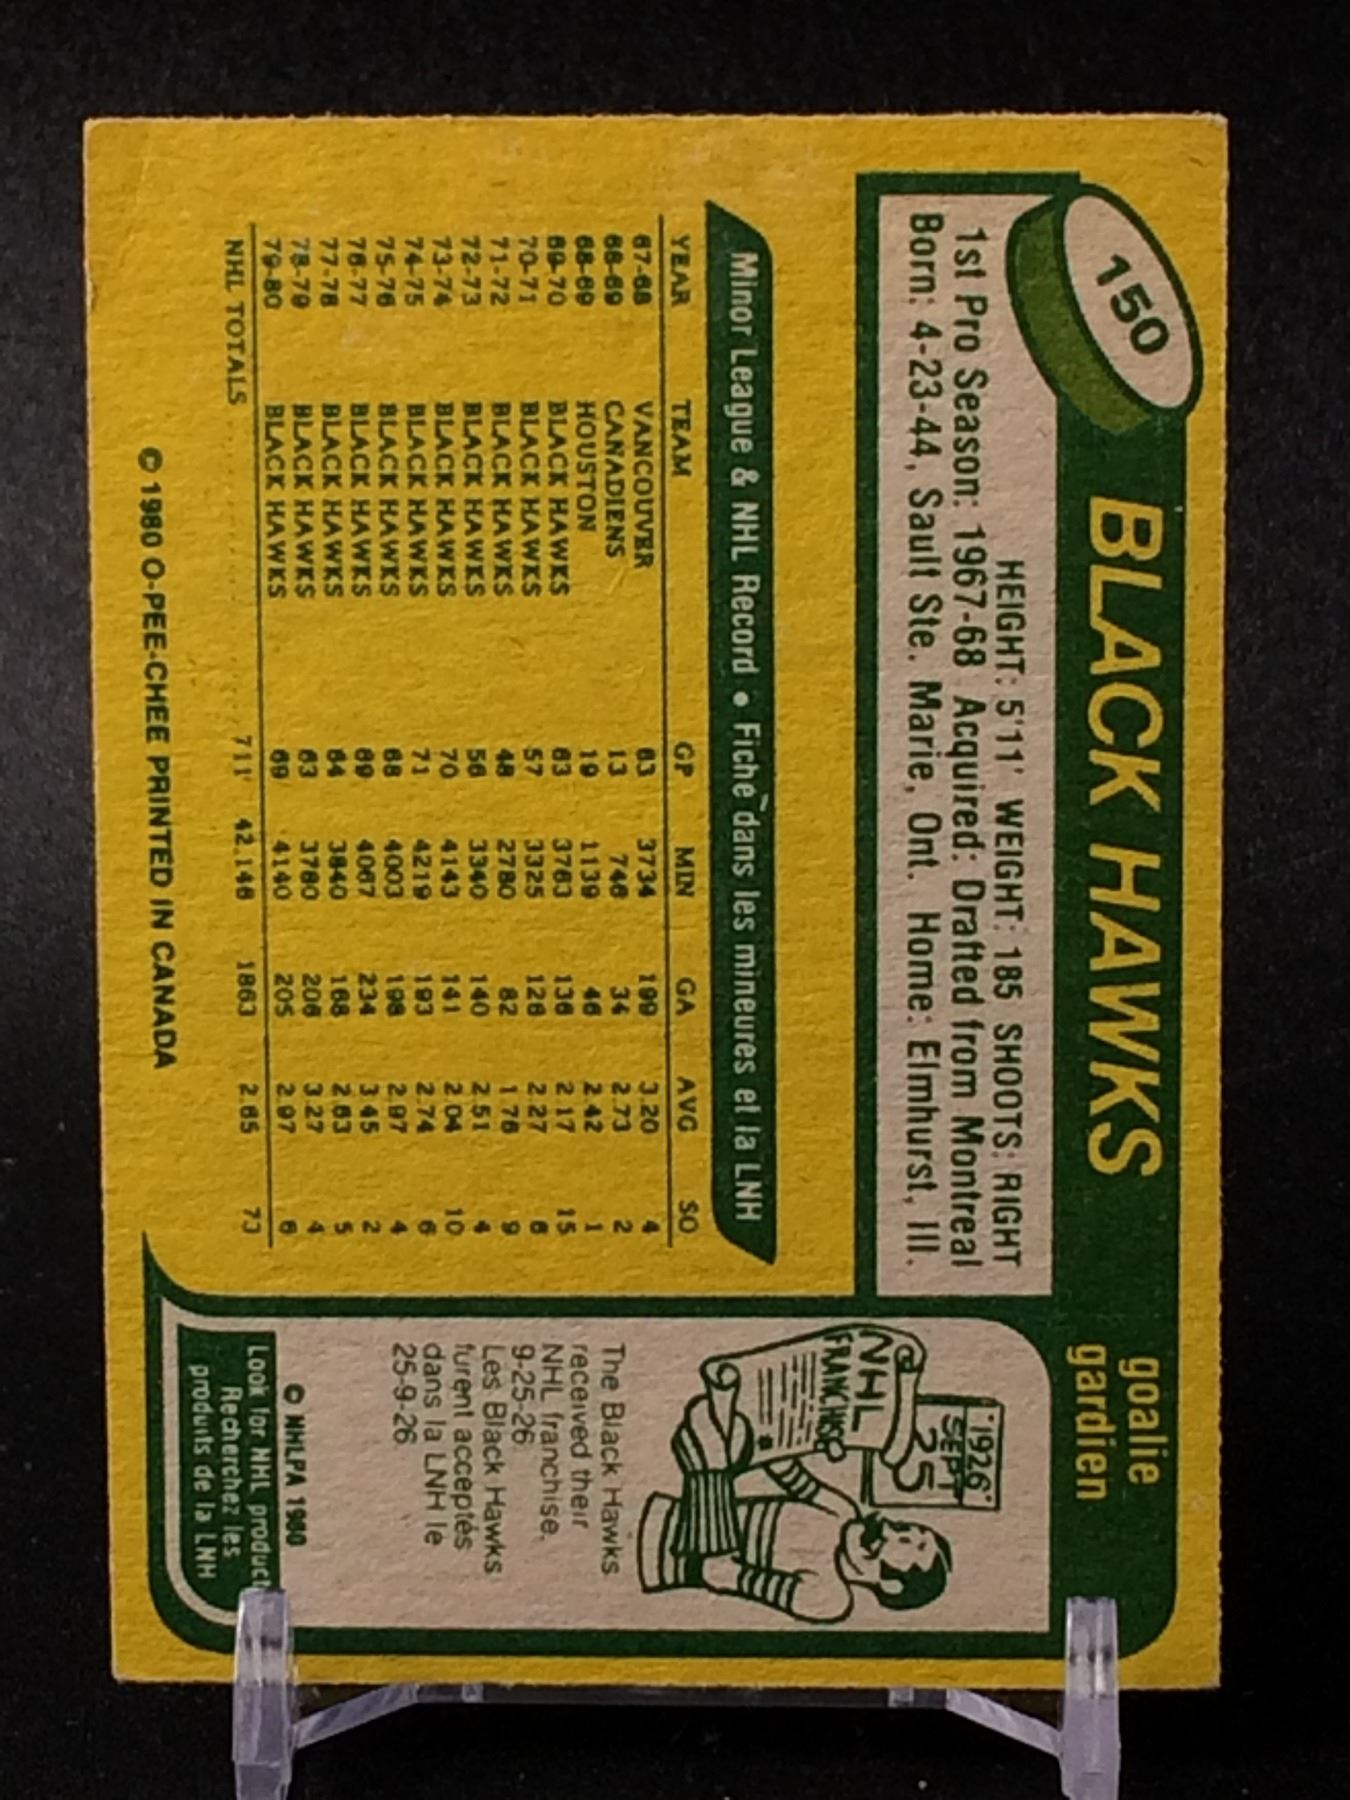 150
BLACK HAWKS
goalie
gardien
HEIGHT: 5'11' WEIGHT: 185 SHOOTS: RIGHT
1st Pro Season: 1967-68 Acquired: Drafted from Montreal
Born: 4-23-44, Sault Ste. Marie, Ont. Home: Elmhurst, Ill.
Minor League & NHL Record • Fiche dans les mineures et la LNH
YEAR TEAM GP MIN GA AVG SO
67-68 VANCOUVER 63 3734 199 3.20 4
68-69 CANADIENS 13 746 34 2.73 2
68-69 HOUSTON 19 1139 46 2.42 1
69-70 BLACK HAWKS 63 3763 136 2.17 15
70-71 BLACK HAWKS 57 3325 126 2.27 6
71-72 BLACK HAWKS 48 2780 82 1.76 9
72-73 BLACK HAWKS 56 3340 140 2.51 4
73-74 BLACK HAWKS 70 4143 141 2.04 10
74-75 BLACK HAWKS 71 4219 193 2.74 6
75-76 BLACK HAWKS 68 4003 198 2.97 4
76-77 BLACK HAWKS 69 4067 234 3.45 2
77-78 BLACK HAWKS 64 3840 168 2.63 5
78-79 BLACK HAWKS 63 3780 206 3.27 4
79-80 BLACK HAWKS 69 4140 205 2.97 6
NHL TOTALS 711 42,146 1863 2.65 73
© 1980 O-PEE-CHEE PRINTED IN CANADA
1926
SEPT
25
NHL
FRANCHISE
The Black Hawks
received their
NHL franchise,
9-25-26.
Les Black Hawks
furent acceptés
dans la LNH le
25-9-26
© NHLPA 1980
Look for NHL product
Recherchez les
produits de la LNH